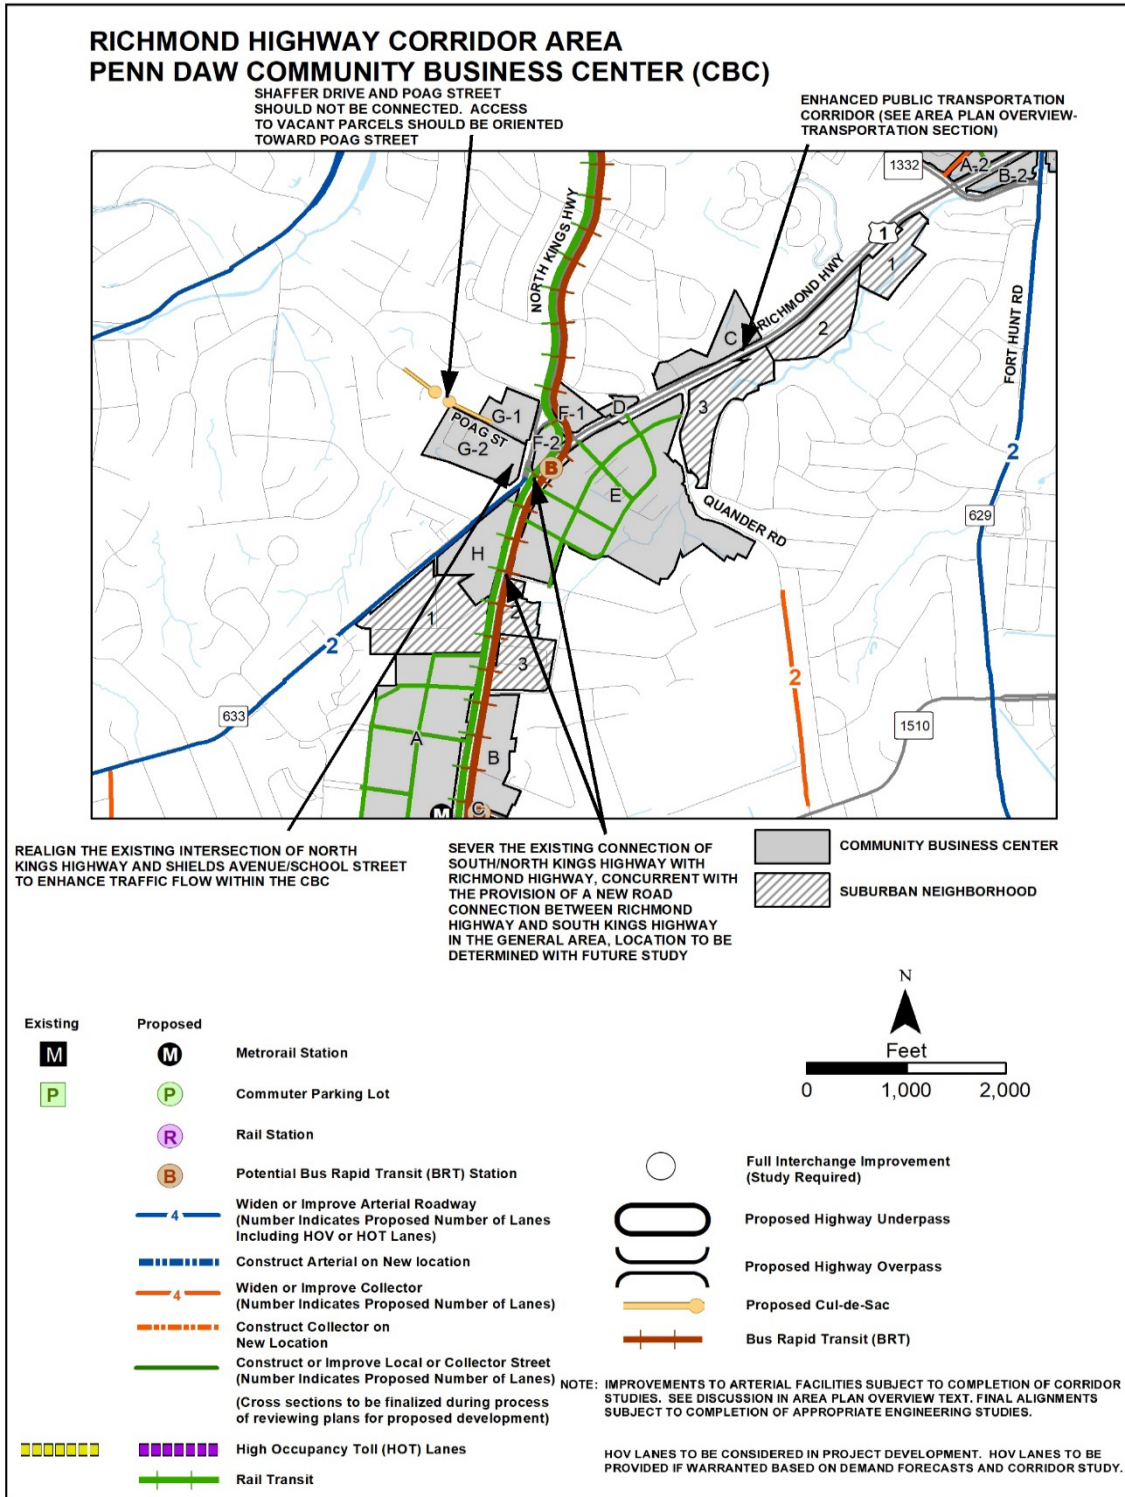 RICHMOND HIGHWAY CORRIDOR AREA
PENN DAW COMMUNITY BUSINESS CENTER (CBC)
SHAFFER DRIVE AND POAG STREET
SHOULD NOT BE CONNECTED.  ACCESS
TO VACANT PARCELS SHOULD BE ORIENTED
TOWARD POAG STREET
ENHANCED PUBLIC TRANSPORTATION
CORRIDOR (SEE AREA PLAN OVERVIEW-
TRANSPORTATION SECTION)
1332
A-2
B-2
1
1
NORTH KINGS HWY
RICHMOND HWY
FORT HUNT RD
2
C
3
D
F-1
G-1
POAG ST
G-2
F-2
B
E
2
QUANDER RD
629
H
1
2
2
3
2
633
1510
A
B
M
C
REALIGN THE EXISTING INTERSECTION OF NORTH
KINGS HIGHWAY AND SHIELDS AVENUE/SCHOOL STREET
TO ENHANCE TRAFFIC FLOW WITHIN THE CBC
SEVER THE EXISTING CONNECTION OF
SOUTH/NORTH KINGS HIGHWAY WITH
RICHMOND HIGHWAY, CONCURRENT WITH
THE PROVISION OF A NEW ROAD
CONNECTION BETWEEN RICHMOND
HIGHWAY AND SOUTH KINGS HIGHWAY
IN THE GENERAL AREA, LOCATION TO BE
DETERMINED WITH FUTURE STUDY
COMMUNITY BUSINESS CENTER
SUBURBAN NEIGHBORHOOD
N
Feet
0 1,000 2,000
Existing Proposed
M M Metrorail Station
P P Commuter Parking Lot
R Rail Station
B Potential Bus Rapid Transit (BRT) Station
4 Widen or Improve Arterial Roadway
(Number Indicates Proposed Number of Lanes
Including HOV or HOT Lanes)
Construct Arterial on New location
4 Widen or Improve Collector
(Number Indicates Proposed Number of Lanes)
Construct Collector on
New Location
Construct or Improve Local or Collector Street
(Number Indicates Proposed Number of Lanes)
(Cross sections to be finalized during process
of reviewing plans for proposed development)
High Occupancy Toll (HOT) Lanes
Rail Transit
Full Interchange Improvement
(Study Required)
Proposed Highway Underpass
Proposed Highway Overpass
Proposed Cul-de-Sac
Bus Rapid Transit (BRT)
NOTE:  IMPROVEMENTS TO ARTERIAL FACILITIES SUBJECT TO COMPLETION OF CORRIDOR
STUDIES.  SEE DISCUSSION IN AREA PLAN OVERVIEW TEXT. FINAL ALIGNMENTS
SUBJECT TO COMPLETION OF APPROPRIATE ENGINEERING STUDIES.
HOV LANES TO BE CONSIDERED IN PROJECT DEVELOPMENT.  HOV LANES TO BE
PROVIDED IF WARRANTED BASED ON DEMAND FORECASTS AND CORRIDOR STUDY.